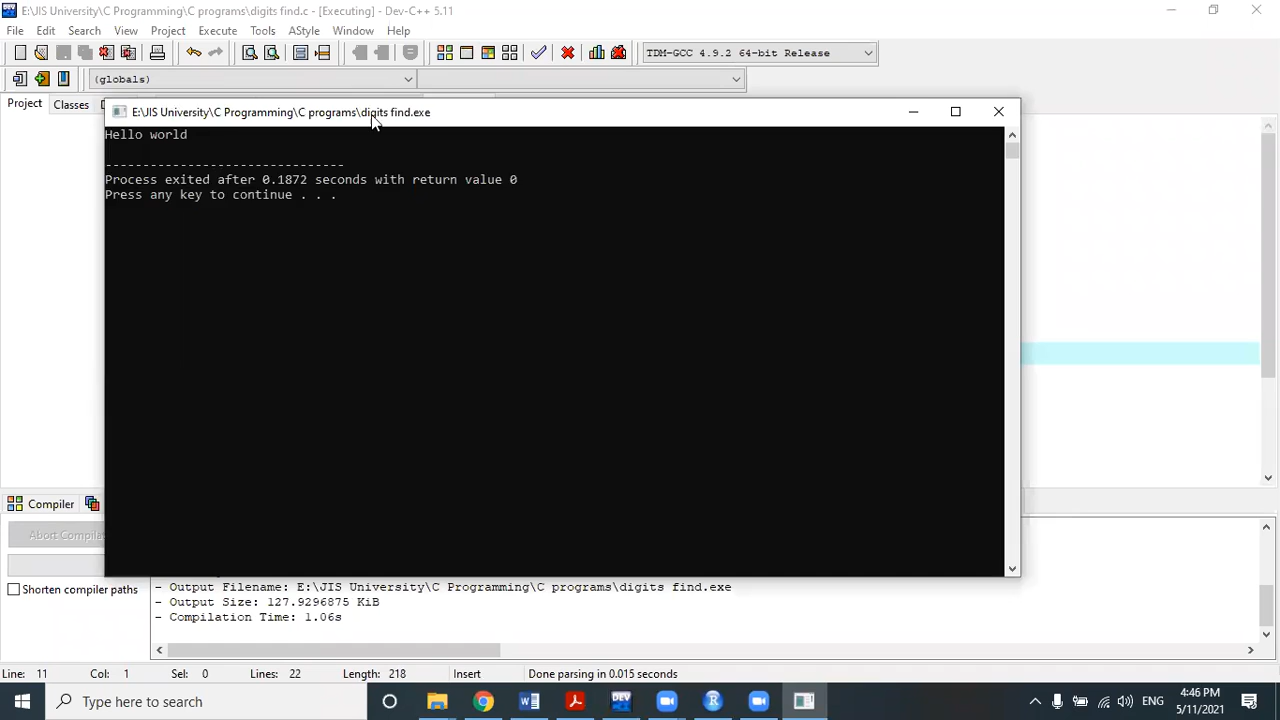 E:\JIS University\C Programming\C programs\digits find.c - [Executing] - Dev-C++ 5.11
File Edit Search View Project Execute Tools AStyle Window Help
TDM-GCC 4.9.2 64-bit Release
(globals)
Project Classes
E:\JIS University\C Programming\C programs\digits find.exe
Hello world
--------------------------------
Process exited after 0.1872 seconds with return value 0
Press any key to continue . . .
Compiler
Abort
Shorten compiler paths
- Output Filename: E:\JIS University\C Programming\C programs\digits find.exe
- Output Size: 127.9296875 KiB
- Compilation Time: 1.06s
Line: 11 Col: 1 Sel: 0 Lines: 22 Length: 218 Insert Done parsing in 0.015 seconds
Type here to search
DEV
R
ENG
4:46 PM
5/11/2021